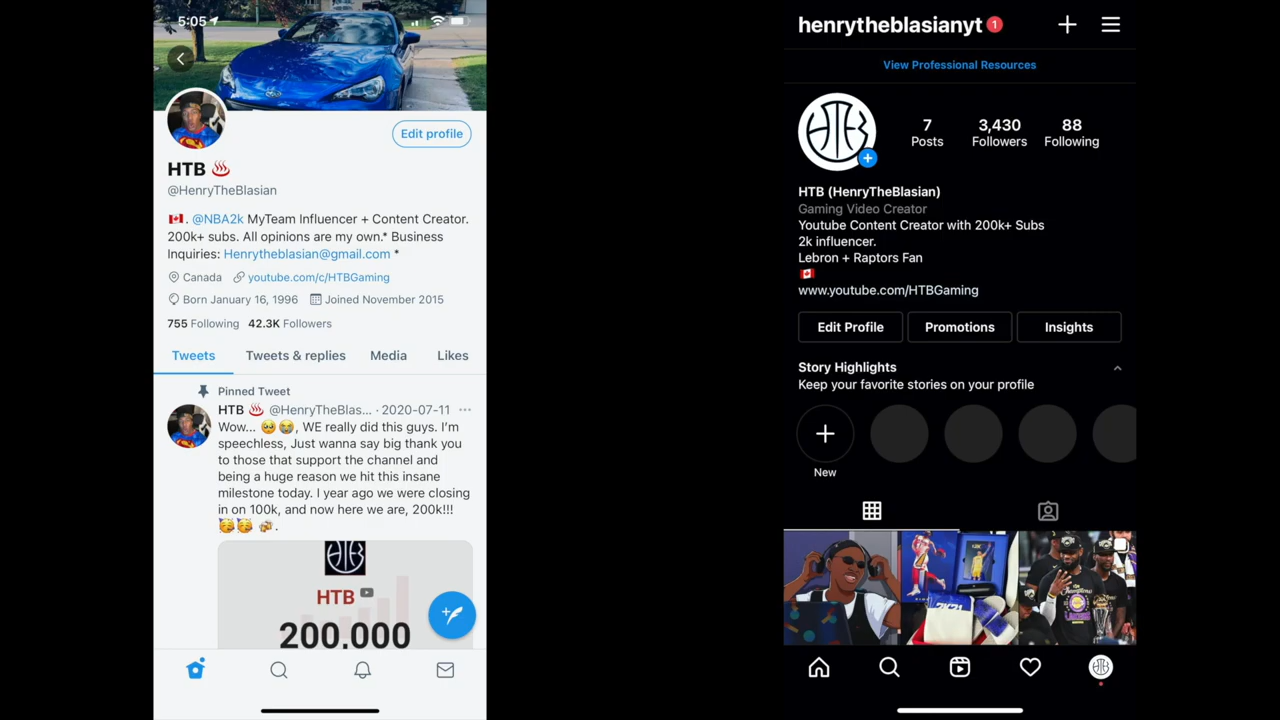 5:05
Edit profile
HTB ♨️
@HenryTheBlasian
🇨🇦. @NBA2k MyTeam Influencer + Content Creator.
200k+ subs. All opinions are my own.* Business
Inquiries: Henrytheblasian@gmail.com *
Canada youtube.com/c/HTBGaming
Born January 16, 1996 Joined November 2015
755 Following 42.3K Followers
Tweets Tweets & replies Media Likes
Pinned Tweet
HTB ♨️ @HenryTheBlas... · 2020-07-11 ...
Wow... 🥺😭, WE really did this guys. I'm
speechless, Just wanna say big thank you
to those that support the channel and
being a huge reason we hit this insane
milestone today. I year ago we were closing
in on 100k, and now here we are, 200k!!!
🥳🥳 🍻.
HTB
HTB
200,000
henrytheblasianyt 1
View Professional Resources
HTB
7 3,430 88
Posts Followers Following
HTB (HenryTheBlasian)
Gaming Video Creator
Youtube Content Creator with 200k+ Subs
2k influencer.
Lebron + Raptors Fan
🇨🇦
www.youtube.com/HTBGaming
Edit Profile Promotions Insights
Story Highlights
Keep your favorite stories on your profile
New
2K21